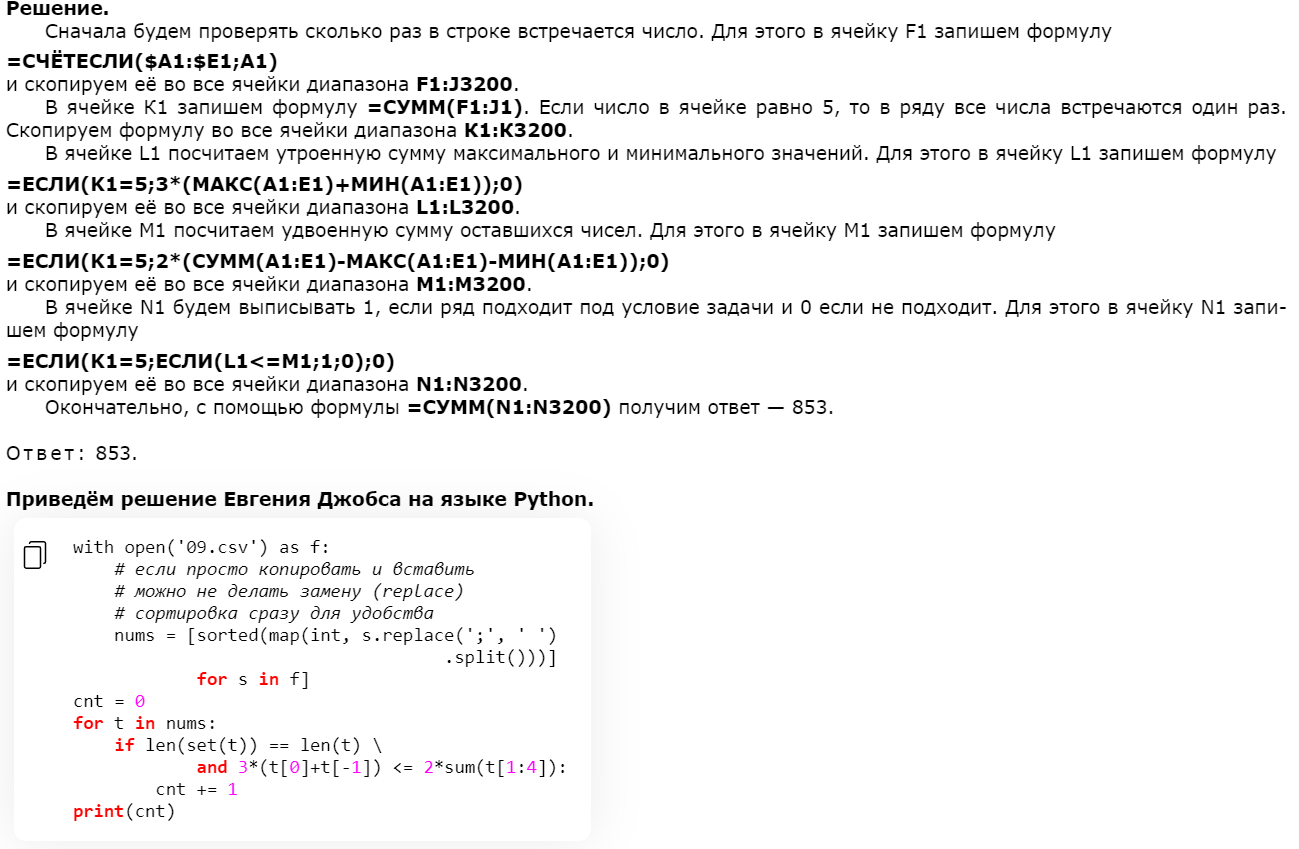 Решение.
Сначала будем проверять сколько раз в строке встречается число. Для этого в ячейку F1 запишем формулу
=СЧЁТЕСЛИ($A1:$E1;A1)
и скопируем её во все ячейки диапазона F1:J3200.
В ячейке K1 запишем формулу =СУММ(F1:J1). Если число в ячейке равно 5, то в ряду все числа встречаются один раз.
Скопируем формулу во все ячейки диапазона K1:K3200.
В ячейке L1 посчитаем утроенную сумму максимального и минимального значений. Для этого в ячейку L1 запишем формулу
=ЕСЛИ(K1=5;3*(МАКС(A1:E1)+МИН(A1:E1));0)
и скопируем её во все ячейки диапазона L1:L3200.
В ячейке M1 посчитаем удвоенную сумму оставшихся чисел. Для этого в ячейку M1 запишем формулу
=ЕСЛИ(K1=5;2*(СУММ(A1:E1)-МАКС(A1:E1)-МИН(A1:E1));0)
и скопируем её во все ячейки диапазона M1:M3200.
В ячейке N1 будем выписывать 1, если ряд подходит под условие задачи и 0 если не подходит. Для этого в ячейку N1 запи-
шем формулу
=ЕСЛИ(K1=5;ЕСЛИ(L1<=M1;1;0);0)
и скопируем её во все ячейки диапазона N1:N3200.
Окончательно, с помощью формулы =СУММ(N1:N3200) получим ответ — 853.
Ответ: 853.
Приведём решение Евгения Джобса на языке Python.
with open('09.csv') as f:
# если просто копировать и вставить
# можно не делать замену (replace)
# сортировка сразу для удобства
nums = [sorted(map(int, s.replace(';', ' ')
.split()))]
for s in f]
cnt = 0
for t in nums:
if len(set(t)) == len(t) \
and 3*(t[0]+t[-1]) <= 2*sum(t[1:4]):
cnt += 1
print(cnt)